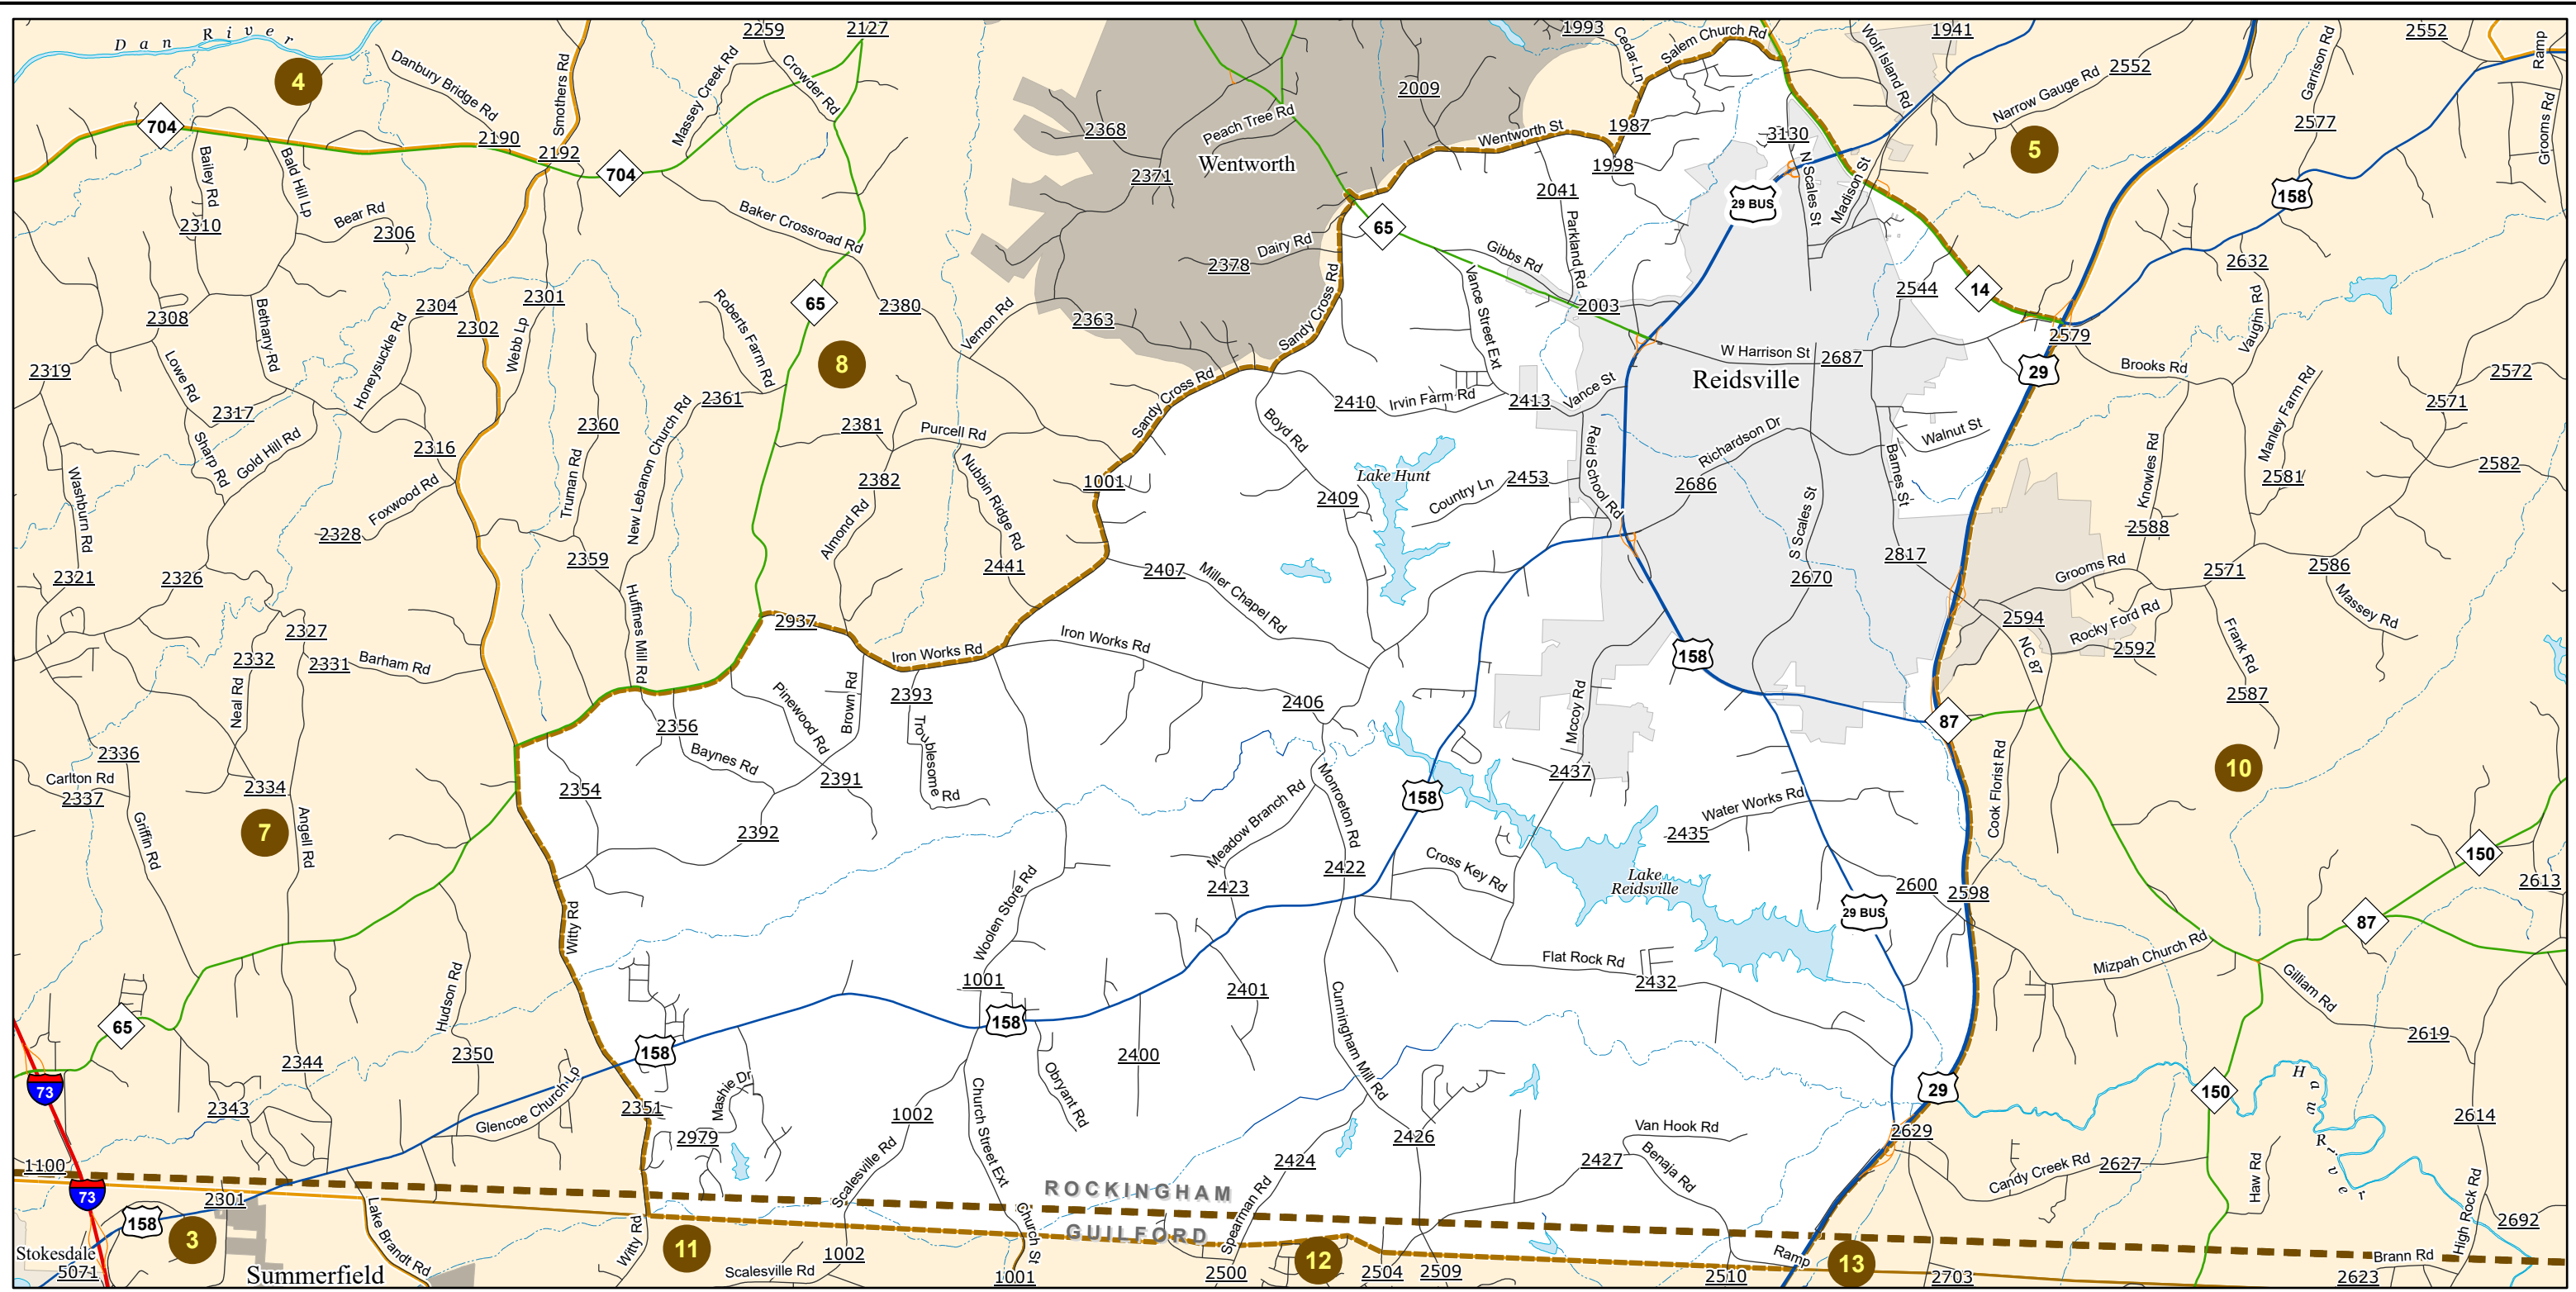 Dan River
4
Danbury Bridge Rd
Smothers Rd
2259
2127
Massey Creek Rd
Crowder Rd
704
2190
2192
704
Bailey Rd
Bald Hill Lp
2310
Bear Rd
2306
Baker Crossroad Rd
65
2380
Vernon Rd
2308
Bethany Rd
2304
2302
2301
Webb Lp
Honeysuckle Rd
Roberts Farm Rd
8
2319
Lowe Rd
2317
Sharp Rd
Gold Hill Rd
2316
Foxwood Rd
2328
2360
Truman Rd
2361
New Lebanon Church Rd
2359
Huffines Mill Rd
2381
Purcell Rd
2382
Almond Rd
Nubbin Ridge Rd
2441
Washburn Rd
2321
2326
2327
2332
2331
Barham Rd
Neal Rd
2336
Carlton Rd
2337
2334
7
Griffin Rd
Angell Rd
65
73
Hudson Rd
2344
2350
2343
Glencoe Church Lp
1100
73
2301
158
3
Stokesdale
5071
Summerfield
Lake Brandt Rd
2368
2371
2009
1993
Peach Tree Rd
Wentworth
Dairy Rd
2378
2363
Sandy Cross Rd
Sandy Cross Rd
Cedar Ln
Salem Church Rd
Wentworth St
1987
1998
2041
Parkland Rd
65
Gibbs Rd
Vance Street Ext
2003
2410
Irvin Farm Rd
2413
Vance St
Boyd Rd
2409
Lake Hunt
Country Ln
2453
Reid School Rd
1001
2407
Miller Chapel Rd
2937
Iron Works Rd
Iron Works Rd
2406
3130
N Scales St
29 BUS
Madison St
Wolf Island Rd
1941
Narrow Gauge Rd
2552
5
14
2544
W Harrison St
2687
Reidsville
Richardson Dr
2686
Walnut St
Barnes St
S Scales St
2670
2817
158
Mccoy Rd
2437
2579
29
Garrison Rd
2577
158
2552
Ramp
Grooms Rd
2632
Vaughn Rd
Brooks Rd
2572
2571
Manley Farm Rd
Knowles Rd
2581
2582
2588
Grooms Rd
2571
2586
Massey Rd
2594
Rocky Ford Rd
2592
NC 87
Frank Rd
2587
87
10
Cook Florist Rd
150
2613
87
Mizpah Church Rd
Gilliam Rd
2619
150
Haw River
2614
High Rock Rd
2692
Haw Rd
Brann Rd
2623
Candy Creek Rd
2627
2629
2703
13
Ramp
2510
2356
Baynes Rd
Pinewood Rd
Brown Rd
2391
2393
Troublesome Rd
2354
2392
Witty Rd
Woolen Store Rd
1001
158
158
2351
Mashie Dr
2979
1002
Scalesville Rd
Church Street Ext
Obryant Rd
2400
2401
Meadow Branch Rd
2423
Monroeton Rd
2422
158
Cross Key Rd
Lake Reidsville
Water Works Rd
2435
2600
2598
29 BUS
Flat Rock Rd
2432
Cunningham Mill Rd
29
2426
2424
Spearman Rd
Van Hook Rd
2427
Benaja Rd
ROCKINGHAM
GUILFORD
Witty Rd
11
Scalesville Rd
1002
Church St
1001
2500
12
2504
2509